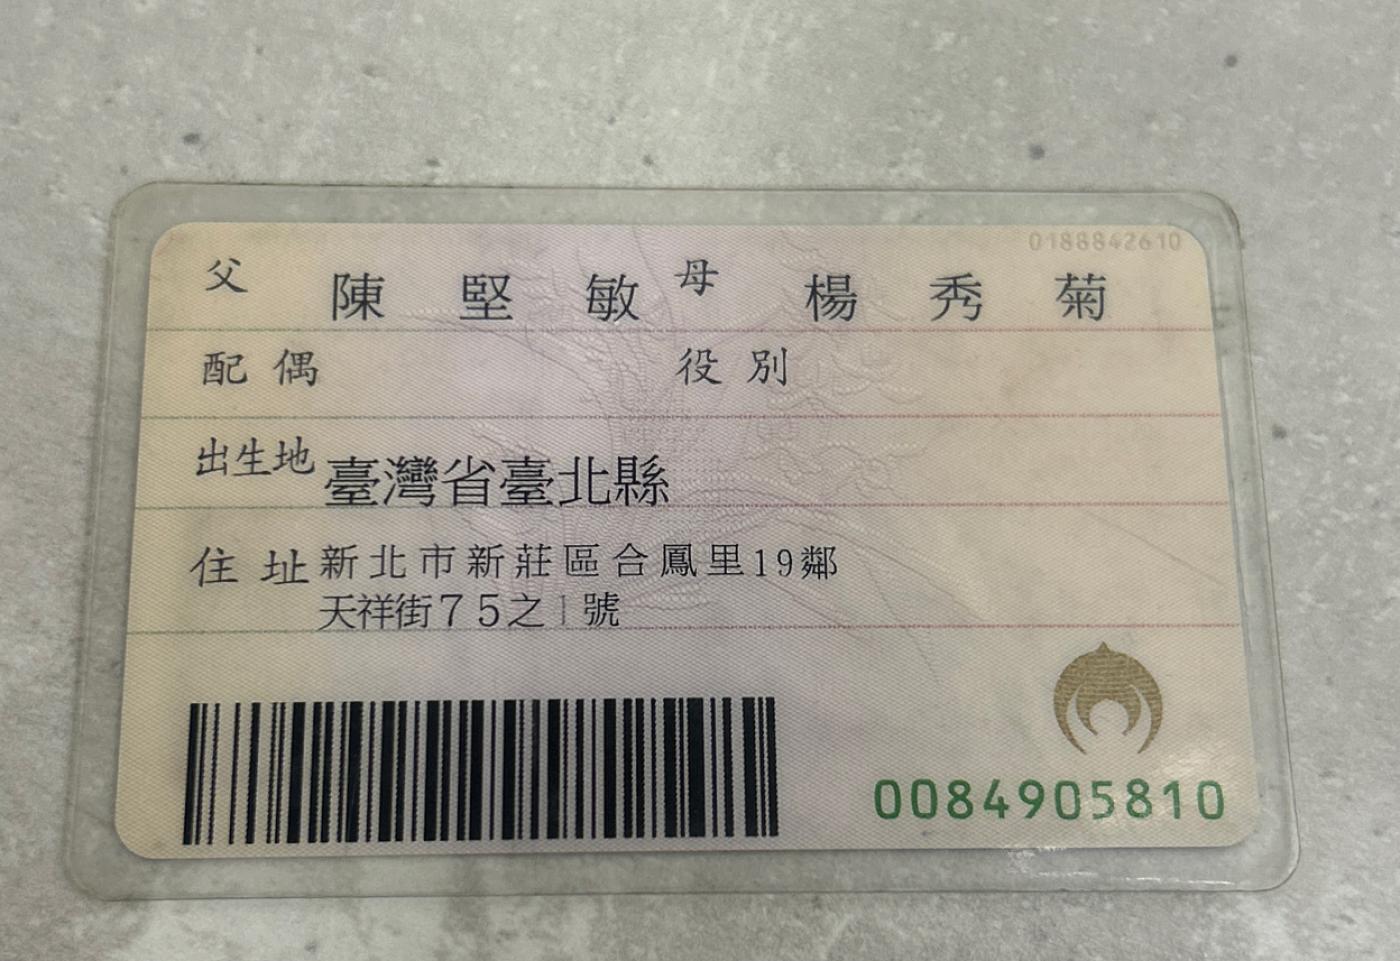 0188842610
父 陳堅敏 母 楊秀菊
配偶 役別
出生地 臺灣省臺北縣
住址 新北市新莊區合鳳里19鄰
天祥街75之1號
0084905810